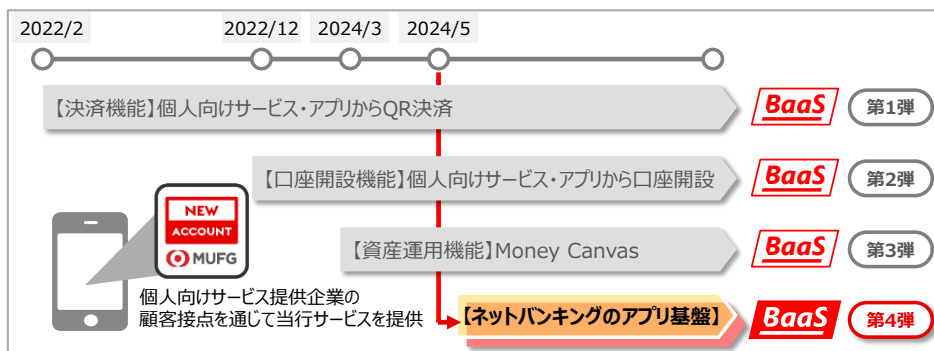 2022/2 2022/12 2024/3 2024/5
【決済機能】個人向けサービス・アプリからQR決済 BaaS 第1弾
【口座開設機能】個人向けサービス・アプリから口座開設 BaaS 第2弾
NEW
ACCOUNT
MUFG
【資産運用機能】Money Canvas BaaS 第3弾
個人向けサービス提供企業の
顧客接点を通じて当行サービスを提供
【ネットバンキングのアプリ基盤】 BaaS 第4弾